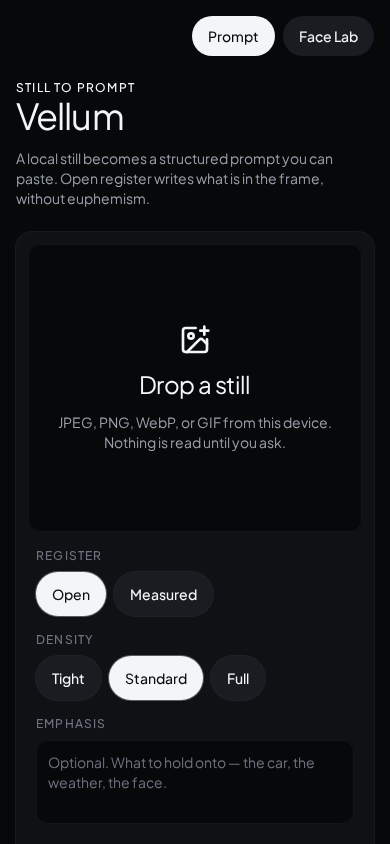 Prompt
Face Lab
STILL TO PROMPT
Vellum
A local still becomes a structured prompt you can
paste. Open register writes what is in the frame,
without euphemism.
Drop a still
JPEG, PNG, WebP, or GIF from this device.
Nothing is read until you ask.
REGISTER
Open
Measured
DENSITY
Tight
Standard
Full
EMPHASIS
Optional. What to hold onto — the car, the
weather, the face.